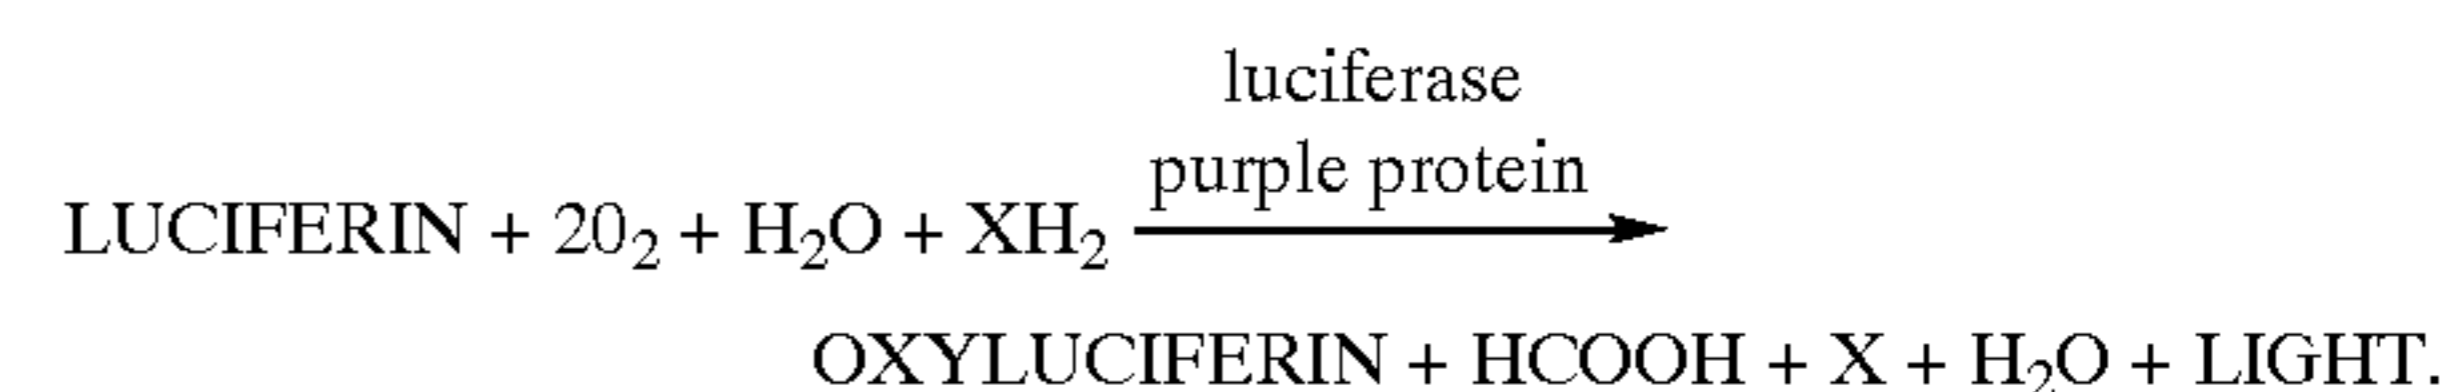 luciferase
purple protein
LUCIFERIN + 20₂ + H₂O + XH₂
OXYLUCIFERIN + HCOOH + X + H₂O + LIGHT.